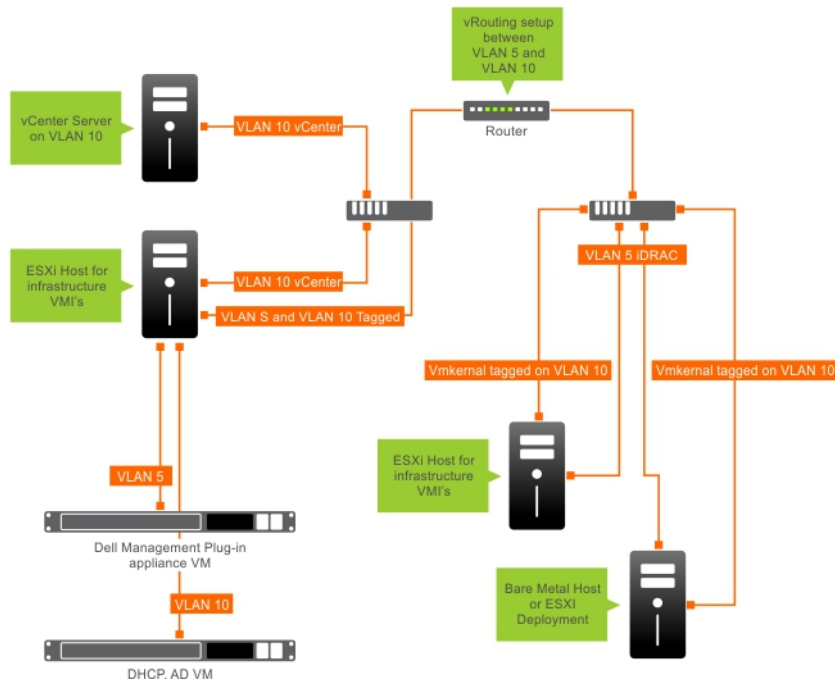 vRouting setup
between
VLAN 5 and
VLAN 10
vCenter Server
on VLAN 10
VLAN 10 vCenter
Router
ESXi Host for
infrastructure
VMI's
VLAN 10 vCenter
VLAN S and VLAN 10 Tagged
VLAN 5 iDRAC
Vmkernal tagged on VLAN 10
Vmkernal tagged on VLAN 10
ESXi Host for
infrastructure
VMI's
VLAN 5
Dell Management Plug-in
appliance VM
Bare Metal Host
or ESXI
Deployment
VLAN 10
DHCP, AD VM